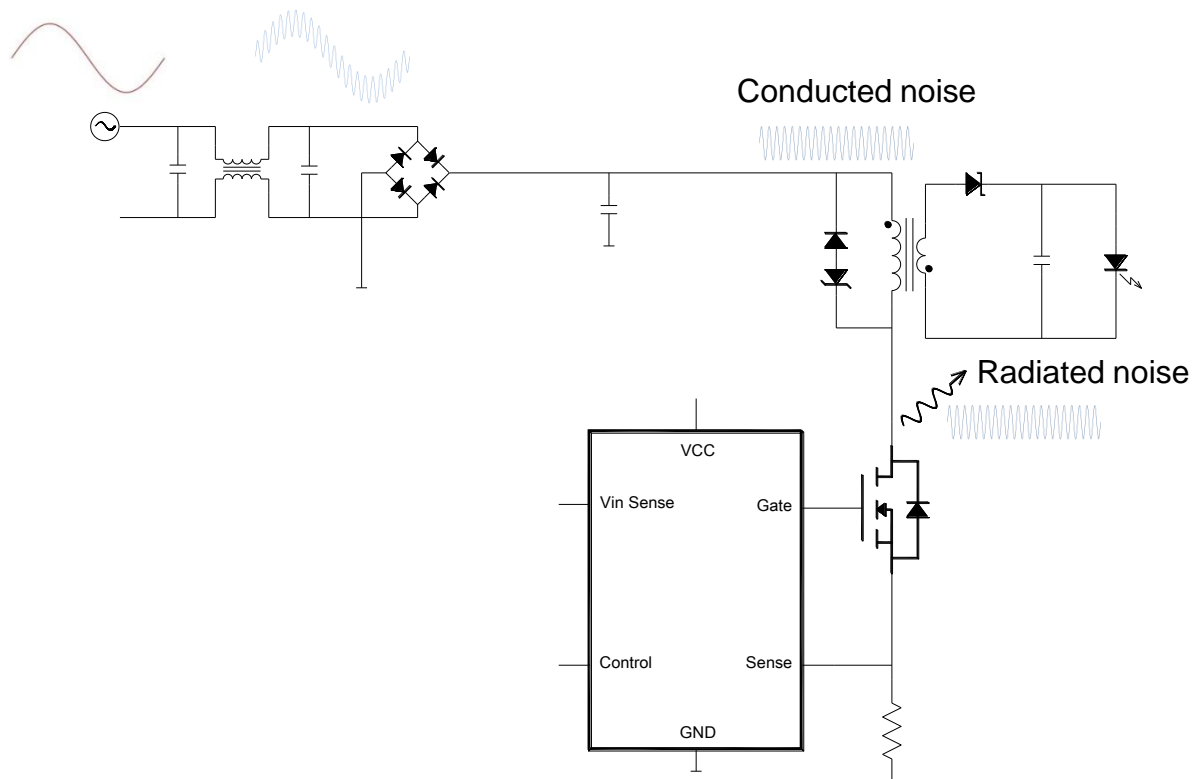 Conducted noise
Radiated noise
VCC
Vin Sense
Gate
Control
Sense
GND